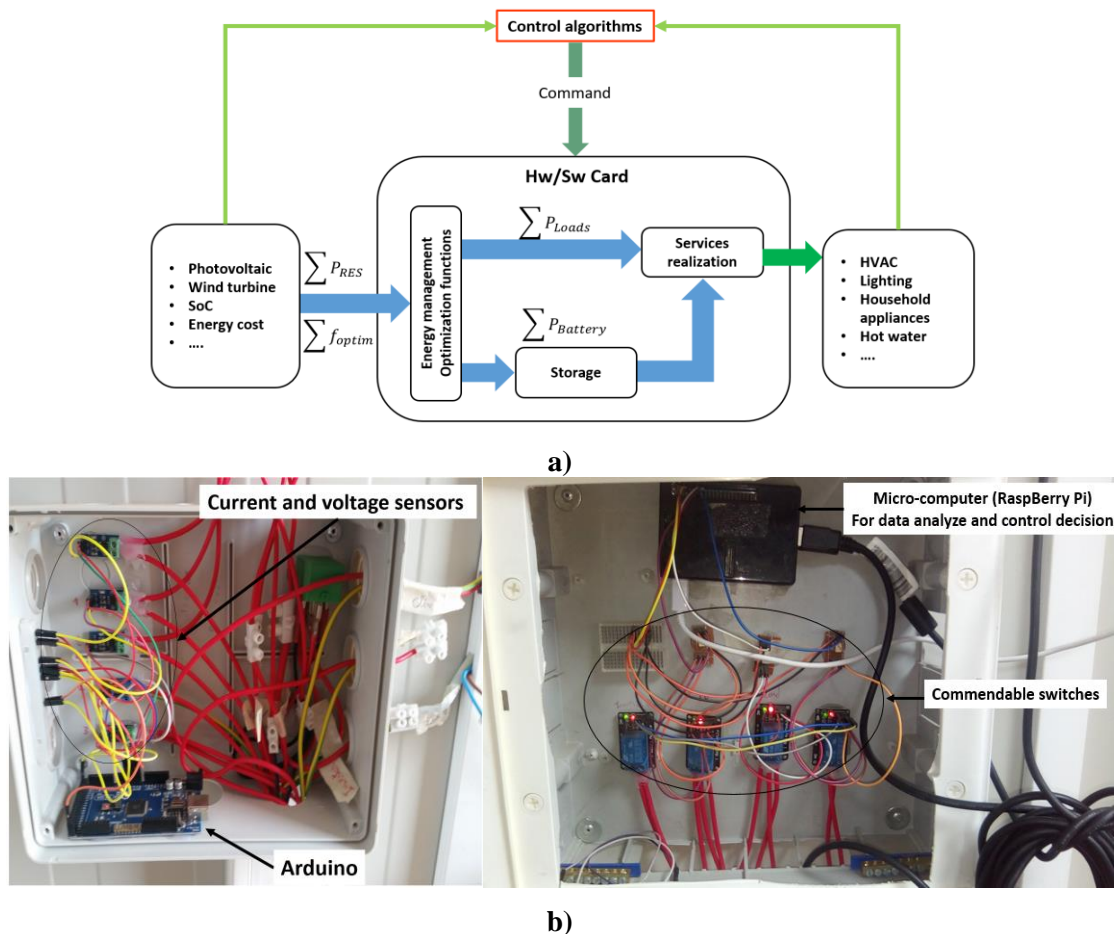 Control algorithms
Command
Hw/Sw Card
• Photovoltaic
• Wind turbine
• SoC
• Energy cost
• ....
∑ P_RES
∑ f_optim
Energy management
Optimization functions
∑ P_Loads
∑ P_Battery
Storage
Services
realization
• HVAC
• Lighting
• Household
appliances
• Hot water
• ....
a)
Current and voltage sensors
Arduino
Micro-computer (RaspBerry Pi)
For data analyze and control decision
Commendable switches
b)